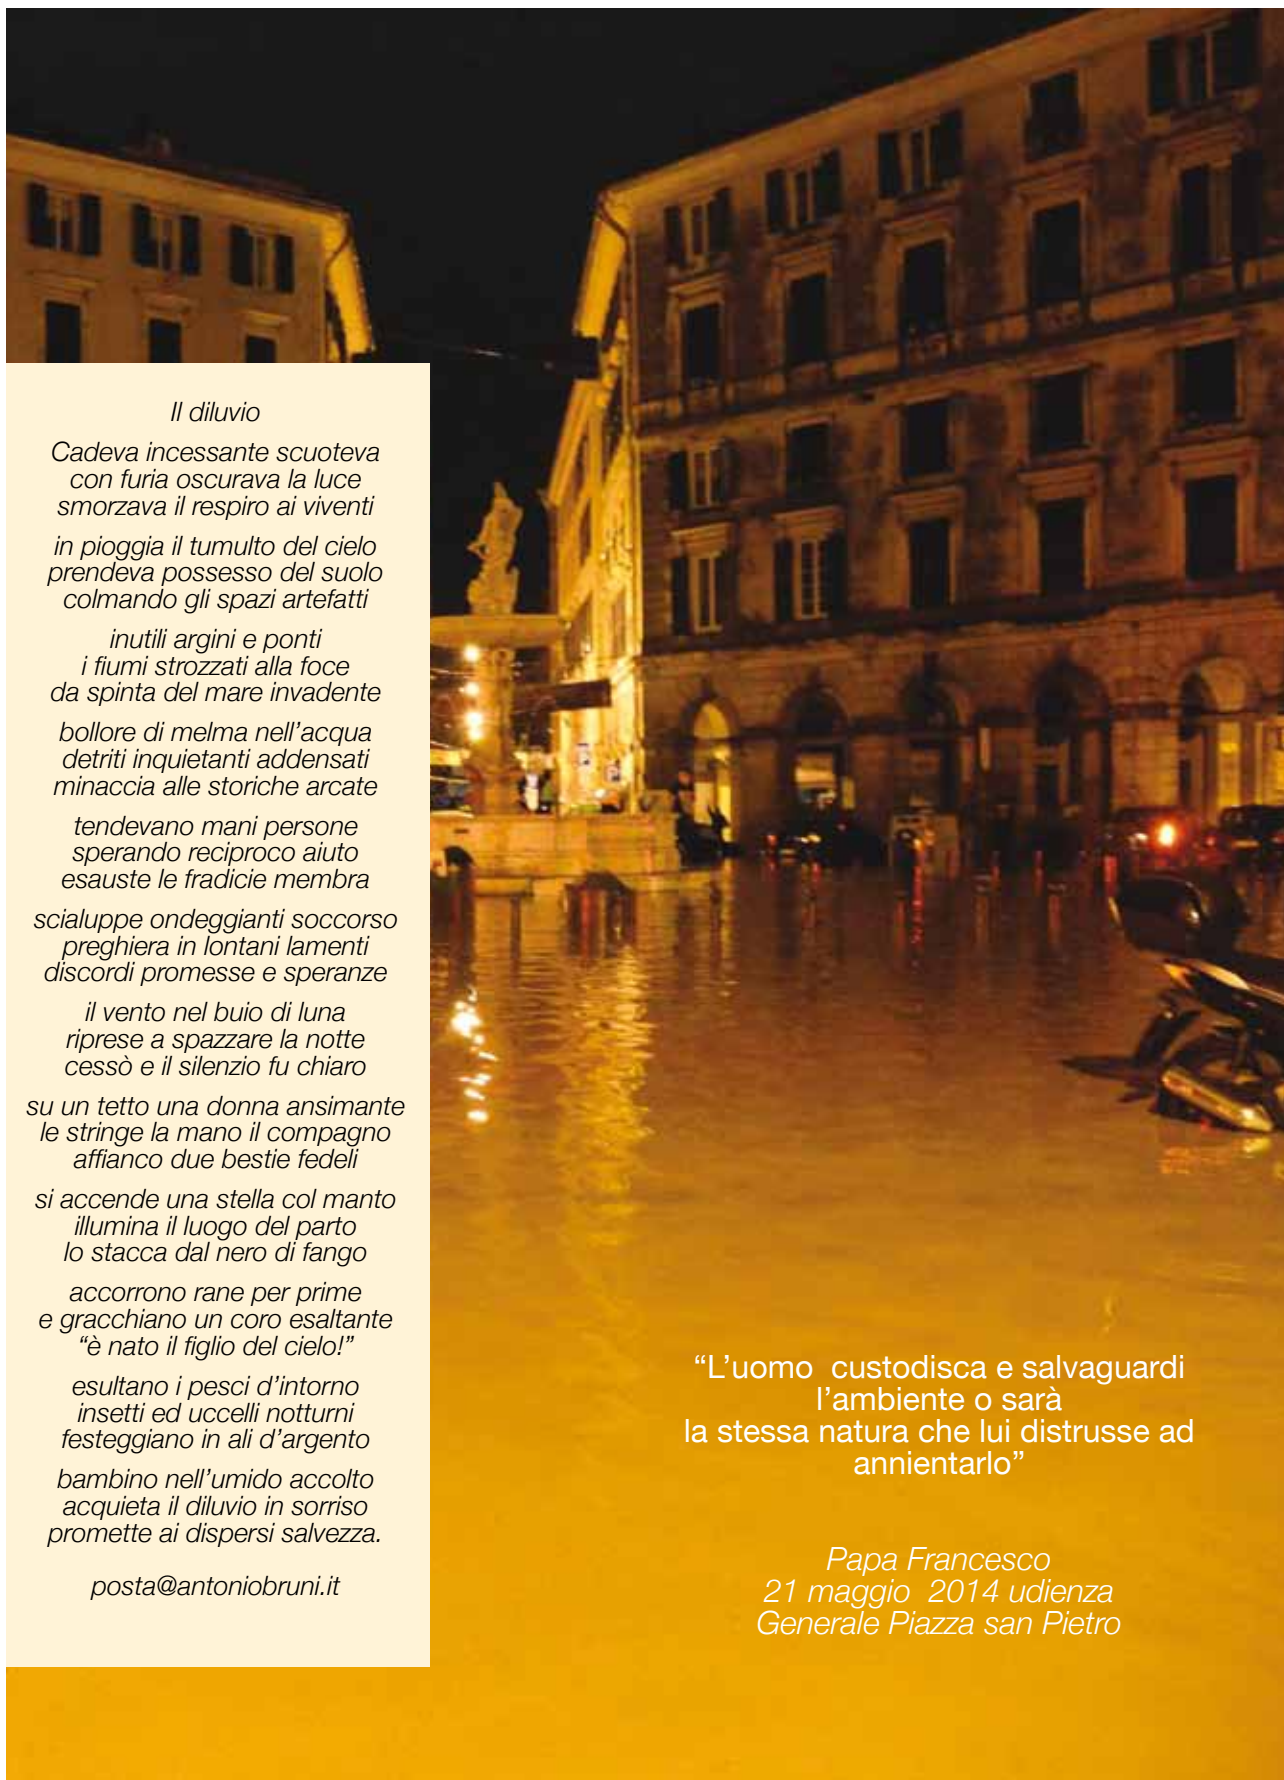 Il diluvio
Cadeva incessante scuoteva
con furia oscurava la luce
smorzava il respiro ai viventi
in pioggia il tumulto del cielo
prendeva possesso del suolo
colmando gli spazi artefatti
inutili argini e ponti
i fiumi strozzati alla foce
da spinta del mare invadente
bollore di melma nell’acqua
detriti inquietanti addensati
minaccia alle storiche arcate
tendevano mani persone
sperando reciproco aiuto
esauste le fradicie membra
scialuppe ondeggianti soccorso
preghiera in lontani lamenti
discordi promesse e speranze
il vento nel buio di luna
riprese a spazzare la notte
cessò e il silenzio fu chiaro
su un tetto una donna ansimante
le stringe la mano il compagno
affianco due bestie fedeli
si accende una stella col manto
illumina il luogo del parto
lo stacca dal nero di fango
accorrono rane per prime
e gracchiano un coro esaltante
“è nato il figlio del cielo!”
esultano i pesci d’intorno
insetti ed uccelli notturni
festeggiano in ali d’argento
bambino nell’umido accolto
acquieta il diluvio in sorriso
promette ai dispersi salvezza.
posta@antoniobruni.it
“L’uomo  custodisca e salvaguardi
l’ambiente o sarà
la stessa natura che lui distrusse ad
annientarlo”
Papa Francesco
21 maggio  2014 udienza
Generale Piazza san Pietro